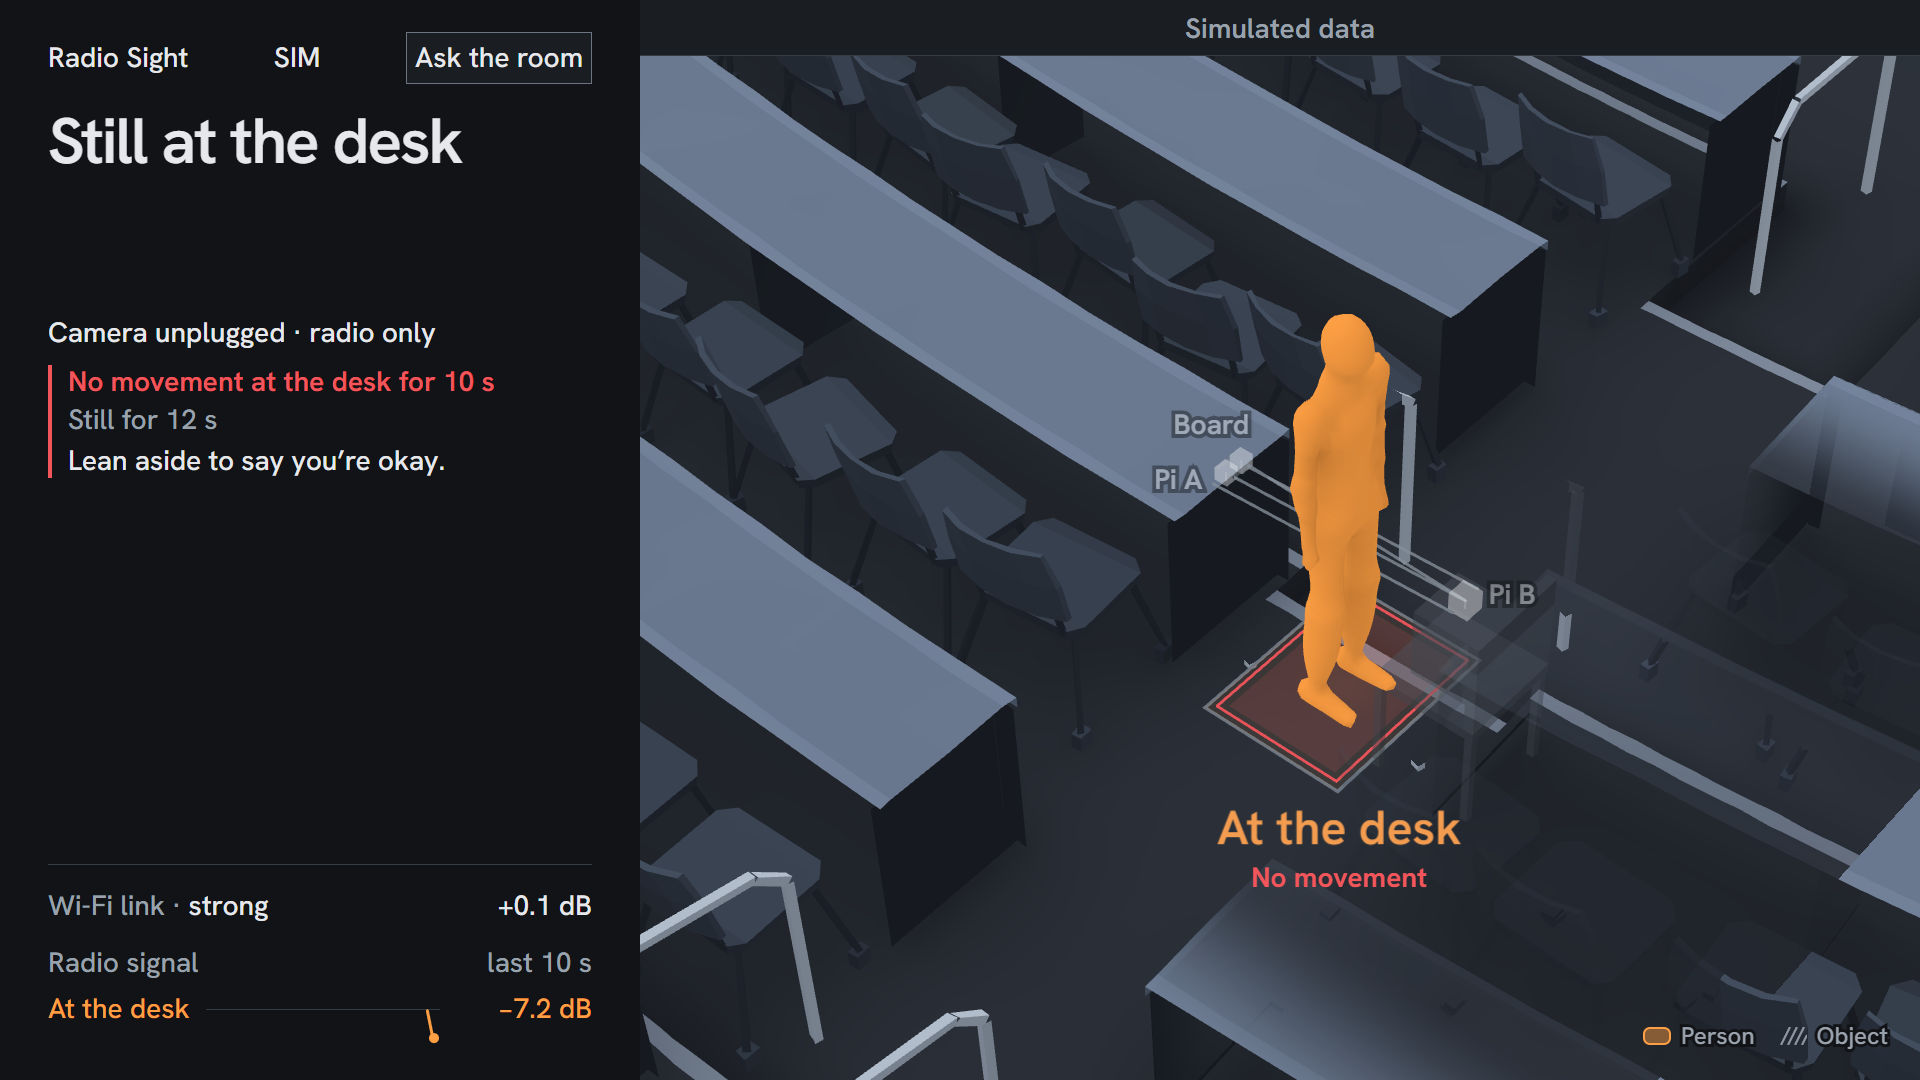 Radio Sight
SIM
Ask the room
Still at the desk
Camera unplugged · radio only
No movement at the desk for 10 s
Still for 12 s
Lean aside to say you’re okay.
Wi-Fi link · strong
+0.1 dB
Radio signal
last 10 s
At the desk
−7.2 dB
Simulated data
Board
Pi A
Pi B
At the desk
No movement
Person
Object